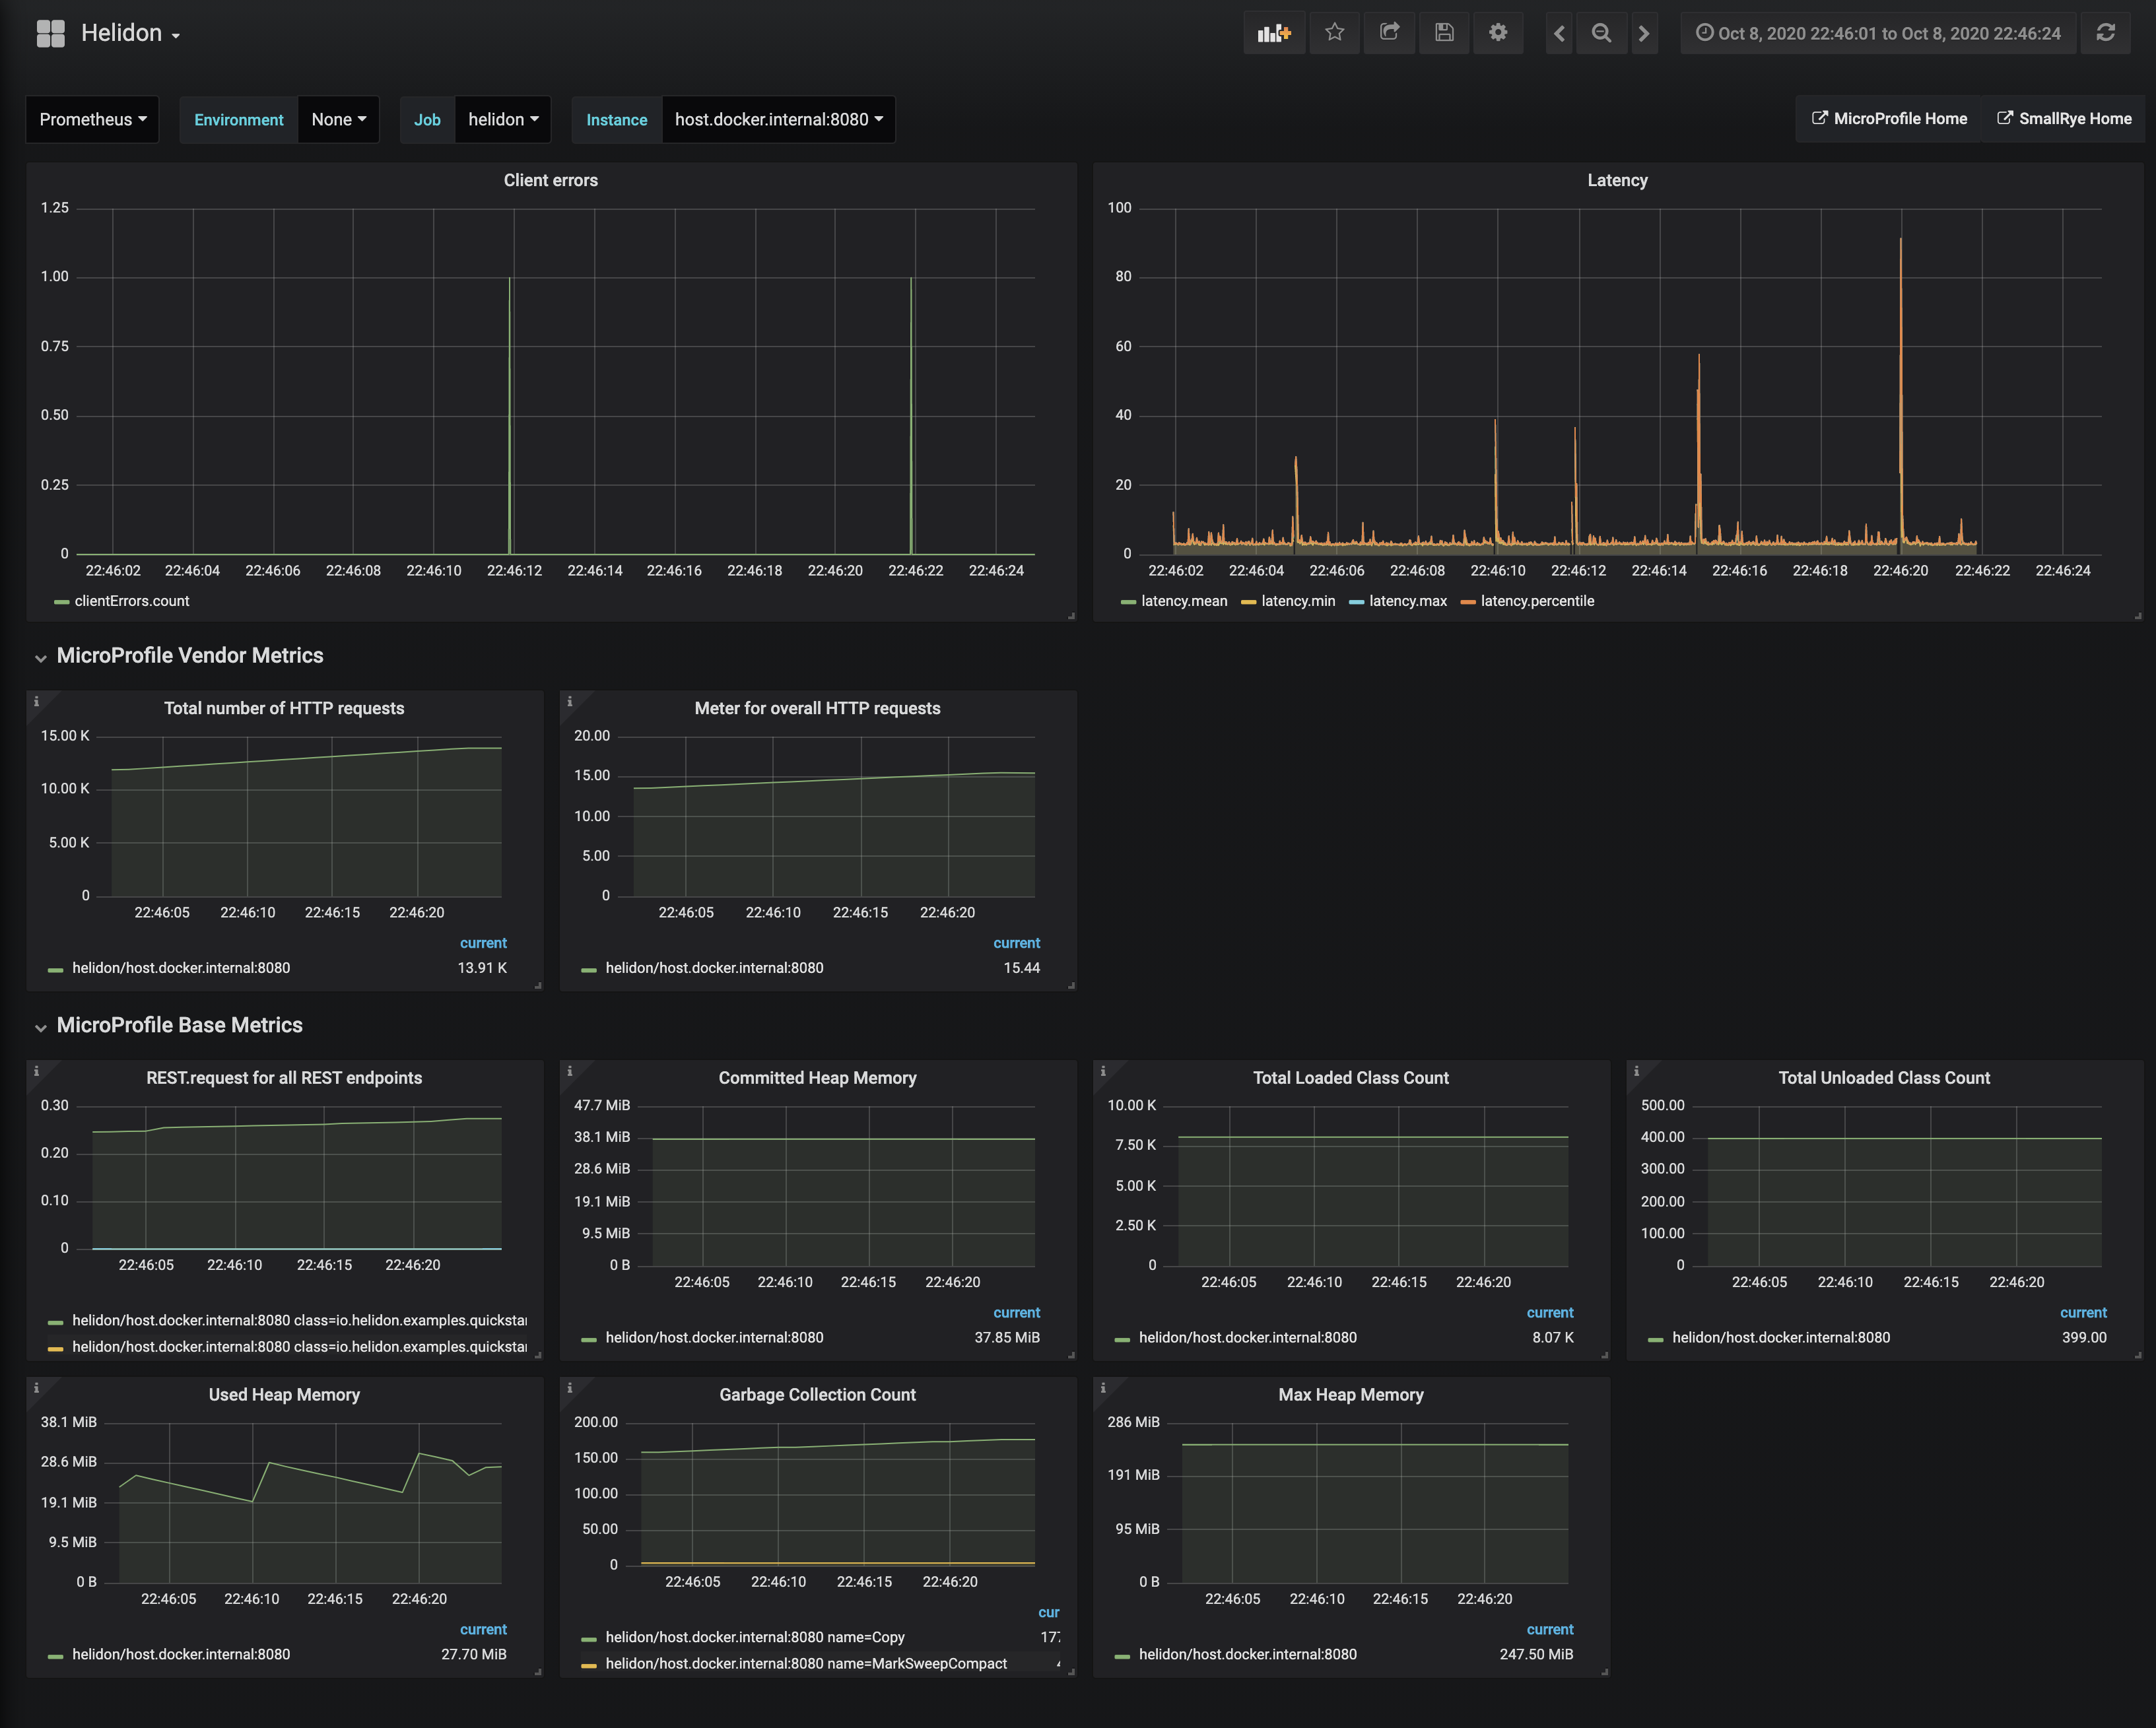 Helidon
Oct 8, 2020 22:46:01 to Oct 8, 2020 22:46:24
Prometheus Environment None Job helidon Instance host.docker.internal:8080 MicroProfile Home SmallRye Home
Client errors
1.25
1.00
0.75
0.50
0.25
0
22:46:02 22:46:04 22:46:06 22:46:08 22:46:10 22:46:12 22:46:14 22:46:16 22:46:18 22:46:20 22:46:22 22:46:24
clientErrors.count
Latency
100
80
60
40
20
0
22:46:02 22:46:04 22:46:06 22:46:08 22:46:10 22:46:12 22:46:14 22:46:16 22:46:18 22:46:20 22:46:22 22:46:24
latency.mean latency.min latency.max latency.percentile
MicroProfile Vendor Metrics
Total number of HTTP requests
15.00 K
10.00 K
5.00 K
0
22:46:05 22:46:10 22:46:15 22:46:20
current
helidon/host.docker.internal:8080 13.91 K
Meter for overall HTTP requests
20.00
15.00
10.00
5.00
0
22:46:05 22:46:10 22:46:15 22:46:20
current
helidon/host.docker.internal:8080 15.44
MicroProfile Base Metrics
REST.request for all REST endpoints
0.30
0.20
0.10
0
22:46:05 22:46:10 22:46:15 22:46:20
helidon/host.docker.internal:8080 class=io.helidon.examples.quickstar
helidon/host.docker.internal:8080 class=io.helidon.examples.quickstar
Committed Heap Memory
47.7 MiB
38.1 MiB
28.6 MiB
19.1 MiB
9.5 MiB
0 B
22:46:05 22:46:10 22:46:15 22:46:20
current
helidon/host.docker.internal:8080 37.85 MiB
Total Loaded Class Count
10.00 K
7.50 K
5.00 K
2.50 K
0
22:46:05 22:46:10 22:46:15 22:46:20
current
helidon/host.docker.internal:8080 8.07 K
Total Unloaded Class Count
500.00
400.00
300.00
200.00
100.00
0
22:46:05 22:46:10 22:46:15 22:46:20
current
helidon/host.docker.internal:8080 399.00
Used Heap Memory
38.1 MiB
28.6 MiB
19.1 MiB
9.5 MiB
0 B
22:46:05 22:46:10 22:46:15 22:46:20
current
helidon/host.docker.internal:8080 27.70 MiB
Garbage Collection Count
200.00
150.00
100.00
50.00
0
22:46:05 22:46:10 22:46:15 22:46:20
cur
helidon/host.docker.internal:8080 name=Copy 177
helidon/host.docker.internal:8080 name=MarkSweepCompact
Max Heap Memory
286 MiB
191 MiB
95 MiB
0 B
22:46:05 22:46:10 22:46:15 22:46:20
current
helidon/host.docker.internal:8080 247.50 MiB